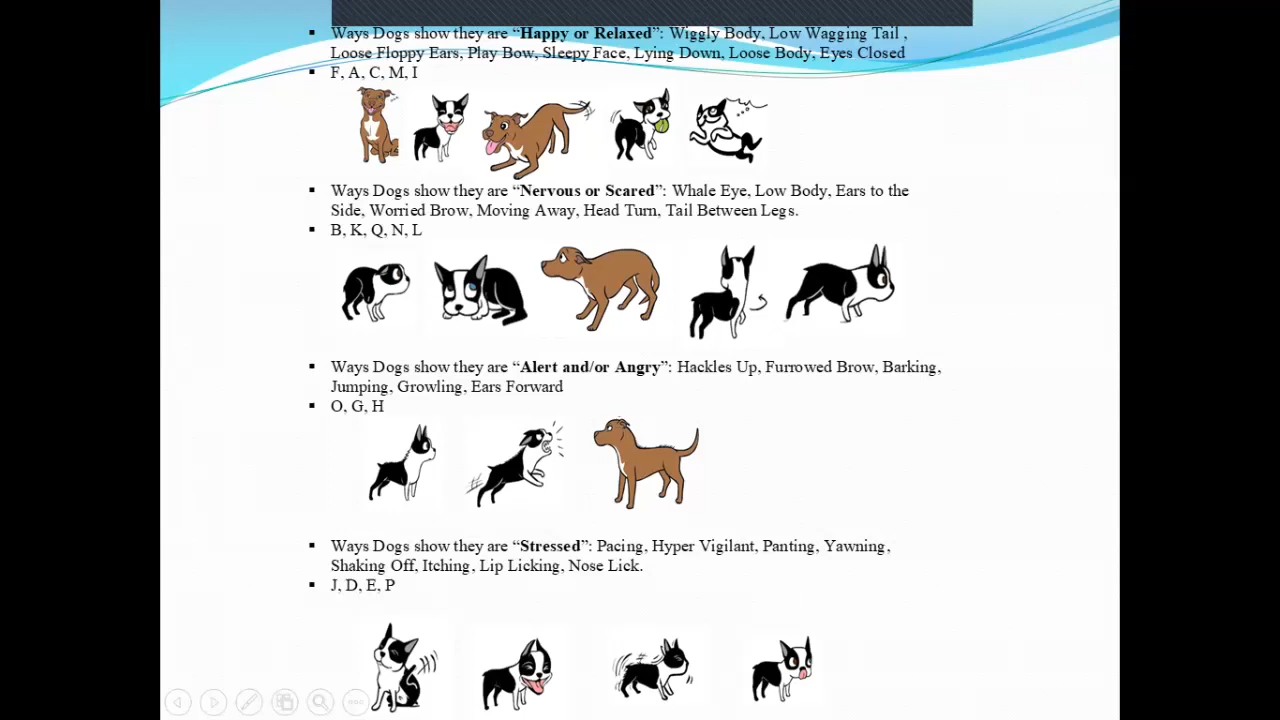 ▪ Ways Dogs show they are “Happy or Relaxed”: Wiggly Body, Low Wagging Tail ,
Loose Floppy Ears, Play Bow, Sleepy Face, Lying Down, Loose Body, Eyes Closed
▪ F, A, C, M, I
▪ Ways Dogs show they are “Nervous or Scared”: Whale Eye, Low Body, Ears to the
Side, Worried Brow, Moving Away, Head Turn, Tail Between Legs.
▪ B, K, Q, N, L
▪ Ways Dogs show they are “Alert and/or Angry”: Hackles Up, Furrowed Brow, Barking,
Jumping, Growling, Ears Forward
▪ O, G, H
▪ Ways Dogs show they are “Stressed”: Pacing, Hyper Vigilant, Panting, Yawning,
Shaking Off, Itching, Lip Licking, Nose Lick.
▪ J, D, E, P